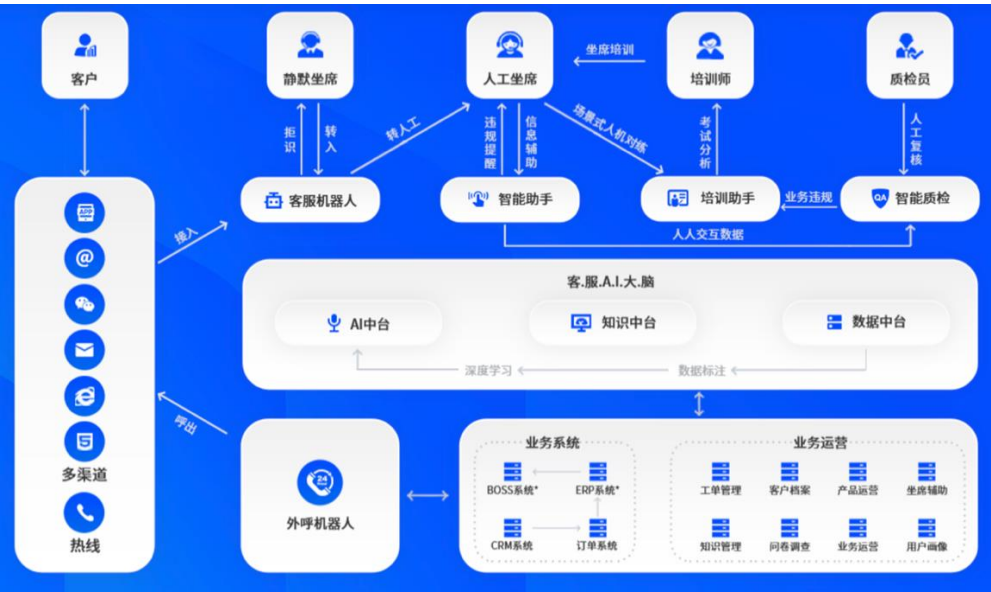 客户
静默坐席
人工坐席
坐席培训
培训师
质检员
拒识
转入
转人工
违规提醒
信息辅助
场景式人机对练
考试分析
人工复核
客服机器人
智能助手
培训助手
业务违规
QA
智能质检
接入
人人交互数据
APP
@
多渠道
热线
客.服.A.I.大.脑
AI中台
知识中台
数据中台
深度学习
数据标注
呼出
24
外呼机器人
业务系统
BOSS系统*
ERP系统*
CRM系统
订单系统
业务运营
工单管理
客户档案
产品运营
坐席辅助
知识管理
问卷调查
业务运营
用户画像